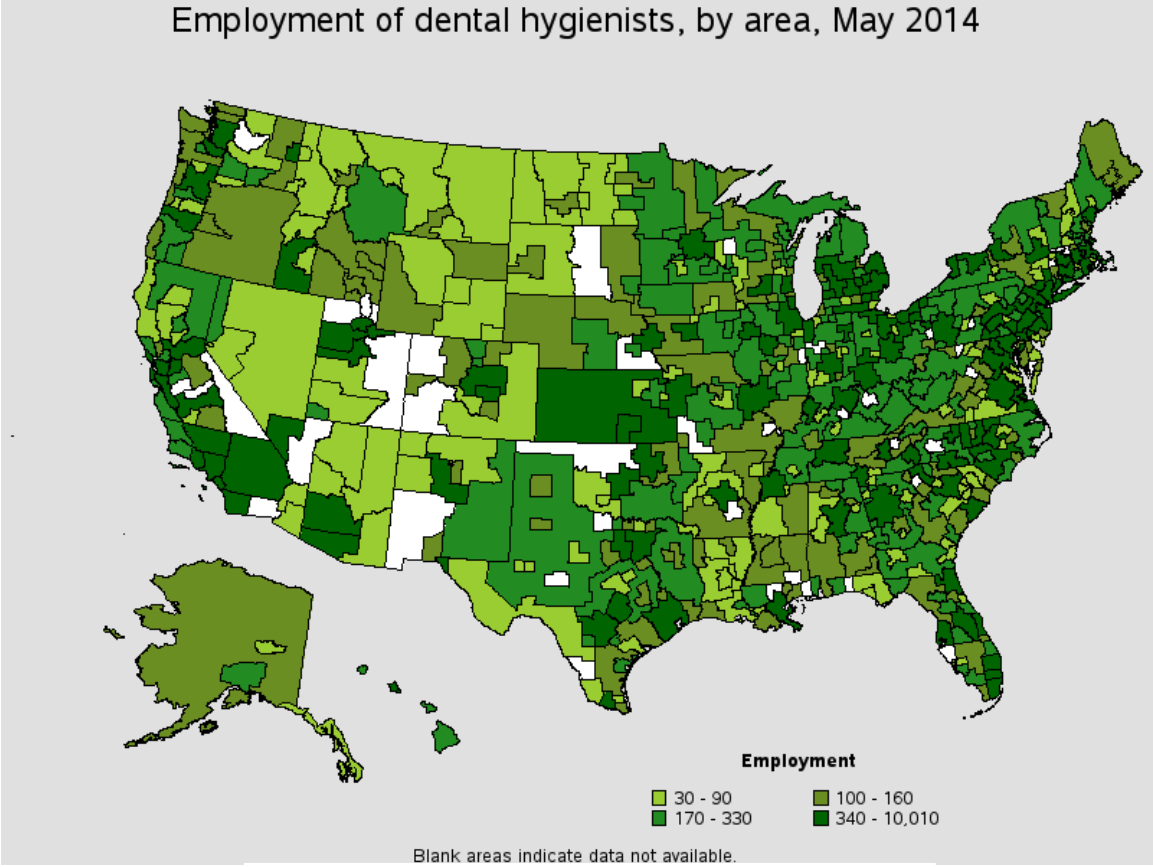 Employment of dental hygienists, by area, May 2014
Employment
30 - 90 100 - 160
170 - 330 340 - 10,010
Blank areas indicate data not available.